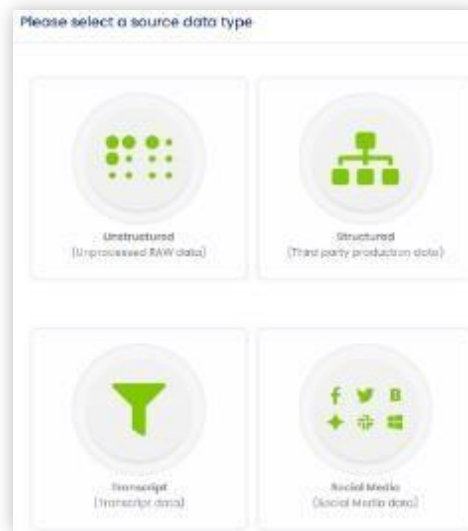 Please select a source data type
Unstructured
(Unprocessed RAW data)
Structured
(Third party production data)
Transcript
(Transcript data)
Social Media
(Social Media data)